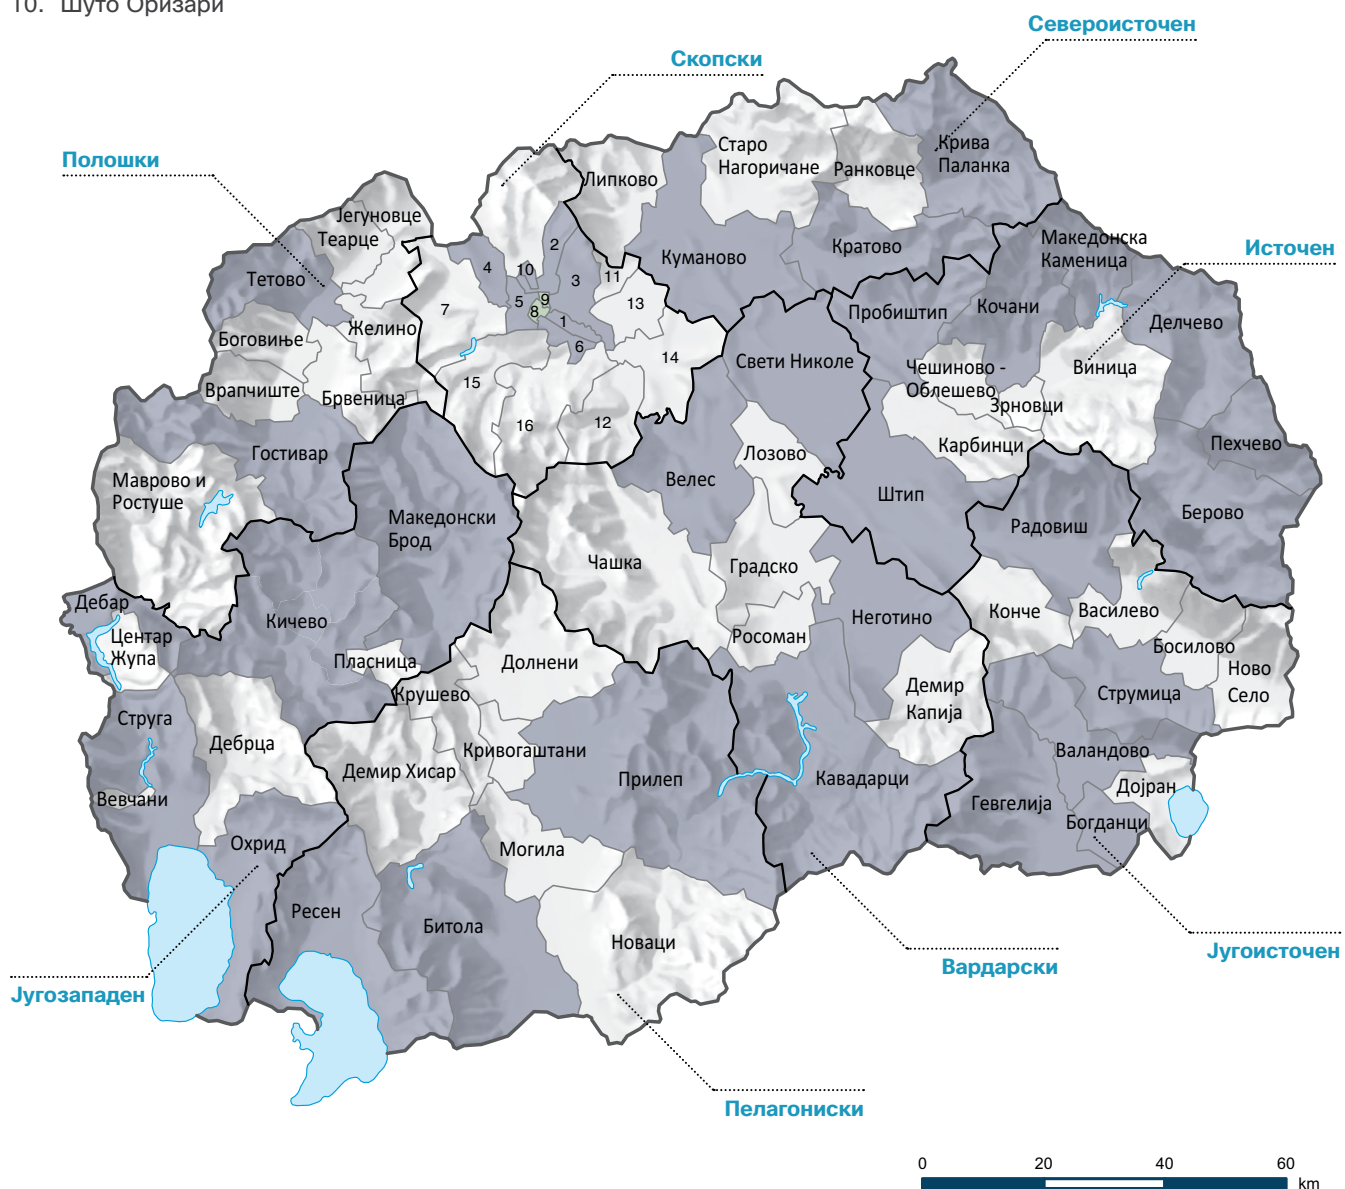 10. Шуто Оризари
Североисточен
Скопски
Полошки
Источен
Старо
Нагоричане
Ранковце
Крива
Паланка
Липково
Јегуновце
Теарце
Тетово
Куманово
Кратово
Македонска
Каменица
2
4
10
3
11
13
5
9
8
1
7
6
14
15
16
12
Боговиње
Желино
Врапчиште
Брвеница
Пробиштип
Кочани
Делчево
Свети Николе
Чешиново -
Облешево
Виница
Зрновци
Карбинци
Пехчево
Гостивар
Маврово и
Ростуше
Лозово
Велес
Штип
Берово
Македонски
Брод
Радовиш
Чашка
Градско
Дебар
Центар
Жупа
Кичево
Пласница
Росоман
Неготино
Конче
Василево
Босилово
Ново
Село
Долнени
Крушево
Демир
Капија
Струмица
Струга
Дебрца
Кривогаштани
Демир Хисар
Прилеп
Кавадарци
Валандово
Дојран
Вевчани
Гевгелија
Богданци
Охрид
Могила
Ресен
Битола
Новаци
Југозападен
Вардарски
Југоисточен
Пелагониски
0 20 40 60
km